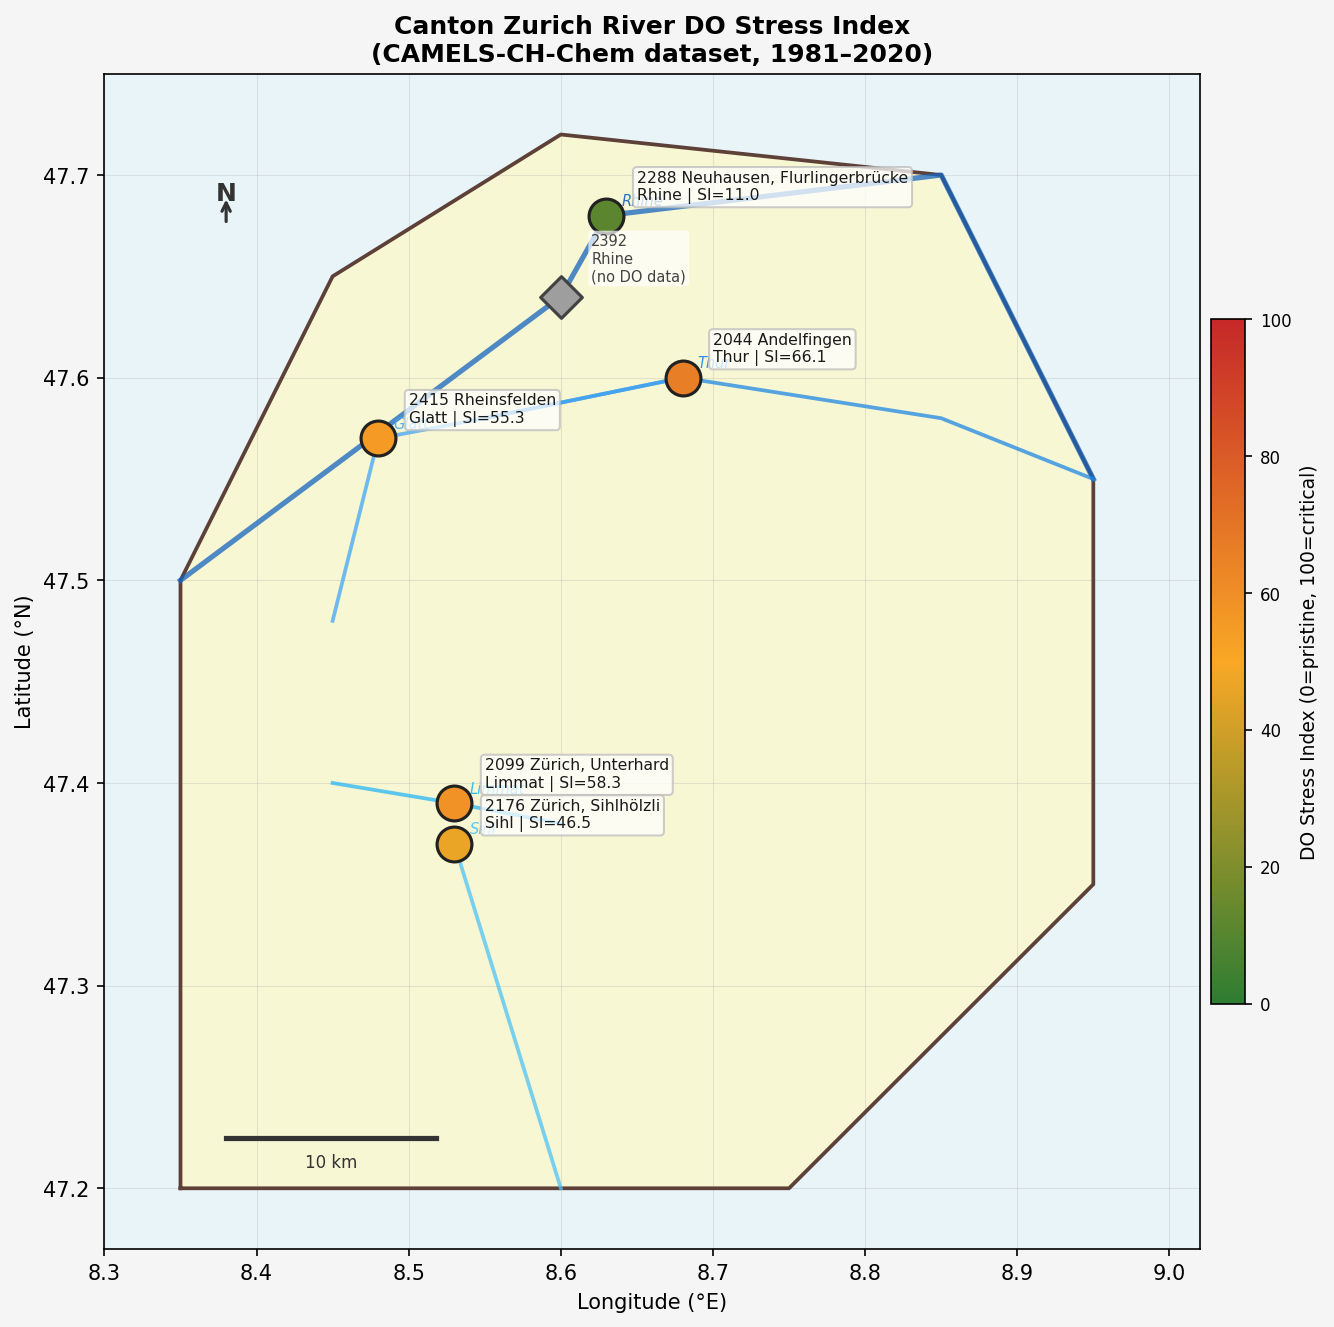 Canton Zurich River DO Stress Index
(CAMELS-CH-Chem dataset, 1981–2020)
N
2288 Neuhausen, Flurlingerbrücke
Rhine | SI=11.0
2392
Rhine
(no DO data)
2044 Andelfingen
Thur | SI=66.1
2415 Rheinsfelden
Glatt | SI=55.3
2099 Zürich, Unterhard
Limmat | SI=58.3
2176 Zürich, Sihlhölzli
Sihl | SI=46.5
10 km
47.7
47.6
47.5
47.4
47.3
47.2
Latitude (°N)
8.3
8.4
8.5
8.6
8.7
8.8
8.9
9.0
Longitude (°E)
100
80
60
40
20
0
DO Stress Index (0=pristine, 100=critical)